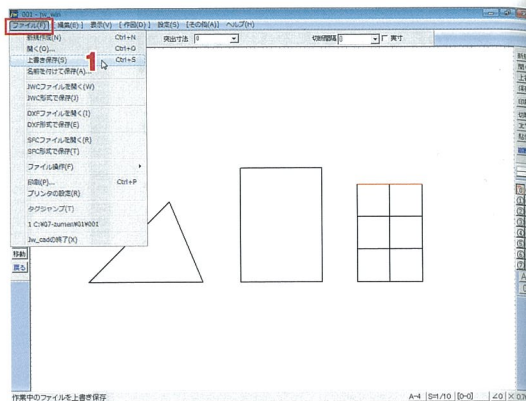 001 - jw_win
ファイル(F) [編集(E)] 表示(V) [作図(D)] 設定(S) [その他(A)] ヘルプ(H)
新規作成(N) Ctrl+N
開く(O)... Ctrl+O
上書き保存(S) Ctrl+S
1
名前を付けて保存(A)...
JWCファイルを開く(W)
JWC形式で保存(J)
DXFファイルを開く(K)
DXF形式で保存(E)
SFCファイルを開く(R)
SFC形式で保存(T)
ファイル操作(F)
印刷(P)... Ctrl+P
プリンタの設定(R)
タグジャンプ(T)
Jw_cadの終了(X)
突出寸法 0
切断間隔 実寸
移動
戻る
作業中のファイルを上書き保存
A-4 S=1/10 [0-0] ∠0 ×